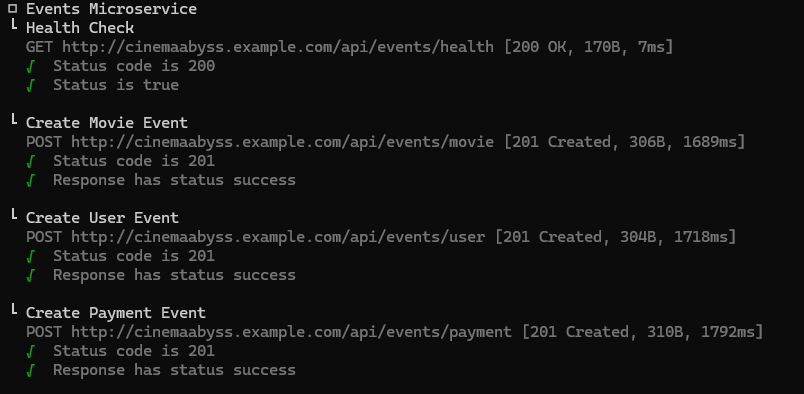 □ Events Microservice
└ Health Check
GET http://cinemaabyss.example.com/api/events/health [200 OK, 170B, 7ms]
√ Status code is 200
√ Status is true
└ Create Movie Event
POST http://cinemaabyss.example.com/api/events/movie [201 Created, 306B, 1689ms]
√ Status code is 201
√ Response has status success
└ Create User Event
POST http://cinemaabyss.example.com/api/events/user [201 Created, 304B, 1718ms]
√ Status code is 201
√ Response has status success
└ Create Payment Event
POST http://cinemaabyss.example.com/api/events/payment [201 Created, 310B, 1792ms]
√ Status code is 201
√ Response has status success